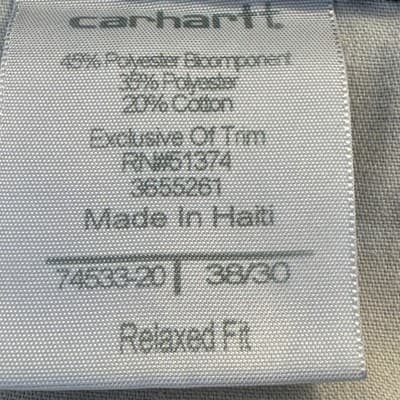 carhartt
45% Polyester Bicomponent
35% Polyester
20% Cotton
Exclusive Of Trim
RN#51374
3655261
Made In Haiti
74533-20 | 38/30
Relaxed Fit